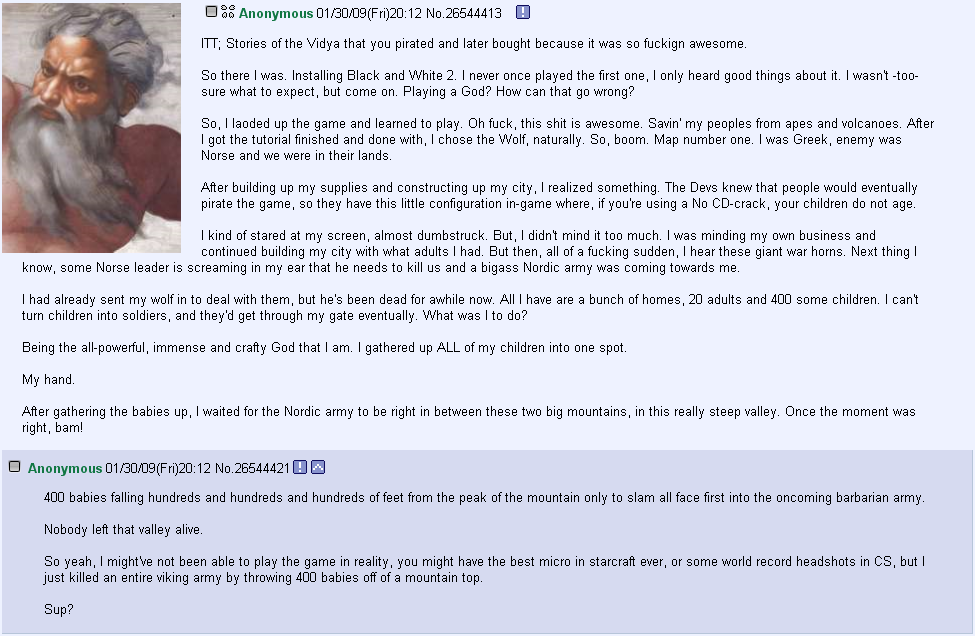 Anonymous 01/30/09(Fri)20:12 No.26544413
ITT; Stories of the Vidya that you pirated and later bought because it was so fuckign awesome.
So there I was. Installing Black and White 2. I never once played the first one, I only heard good things about it. I wasn't -too-
sure what to expect, but come on. Playing a God? How can that go wrong?
So, I laoded up the game and learned to play. Oh fuck, this shit is awesome. Savin' my peoples from apes and volcanoes. After
I got the tutorial finished and done with, I chose the Wolf, naturally. So, boom. Map number one. I was Greek, enemy was
Norse and we were in their lands.
After building up my supplies and constructing up my city, I realized something. The Devs knew that people would eventually
pirate the game, so they have this little configuration in-game where, if you're using a No CD-crack, your children do not age.
I kind of stared at my screen, almost dumbstruck. But, I didn't mind it too much. I was minding my own business and
continued building my city with what adults I had. But then, all of a fucking sudden, I hear these giant war horns. Next thing I
know, some Norse leader is screaming in my ear that he needs to kill us and a bigass Nordic army was coming towards me.
I had already sent my wolf in to deal with them, but he's been dead for awhile now. All I have are a bunch of homes, 20 adults and 400 some children. I can't
turn children into soldiers, and they'd get through my gate eventually. What was I to do?
Being the all-powerful, immense and crafty God that I am. I gathered up ALL of my children into one spot.
My hand.
After gathering the babies up, I waited for the Nordic army to be right in between these two big mountains, in this really steep valley. Once the moment was
right, bam!
Anonymous 01/30/09(Fri)20:12 No.26544421
400 babies falling hundreds and hundreds and hundreds of feet from the peak of the mountain only to slam all face first into the oncoming barbarian army.
Nobody left that valley alive.
So yeah, I might've not been able to play the game in reality, you might have the best micro in starcraft ever, or some world record headshots in CS, but I
just killed an entire viking army by throwing 400 babies off of a mountain top.
Sup?